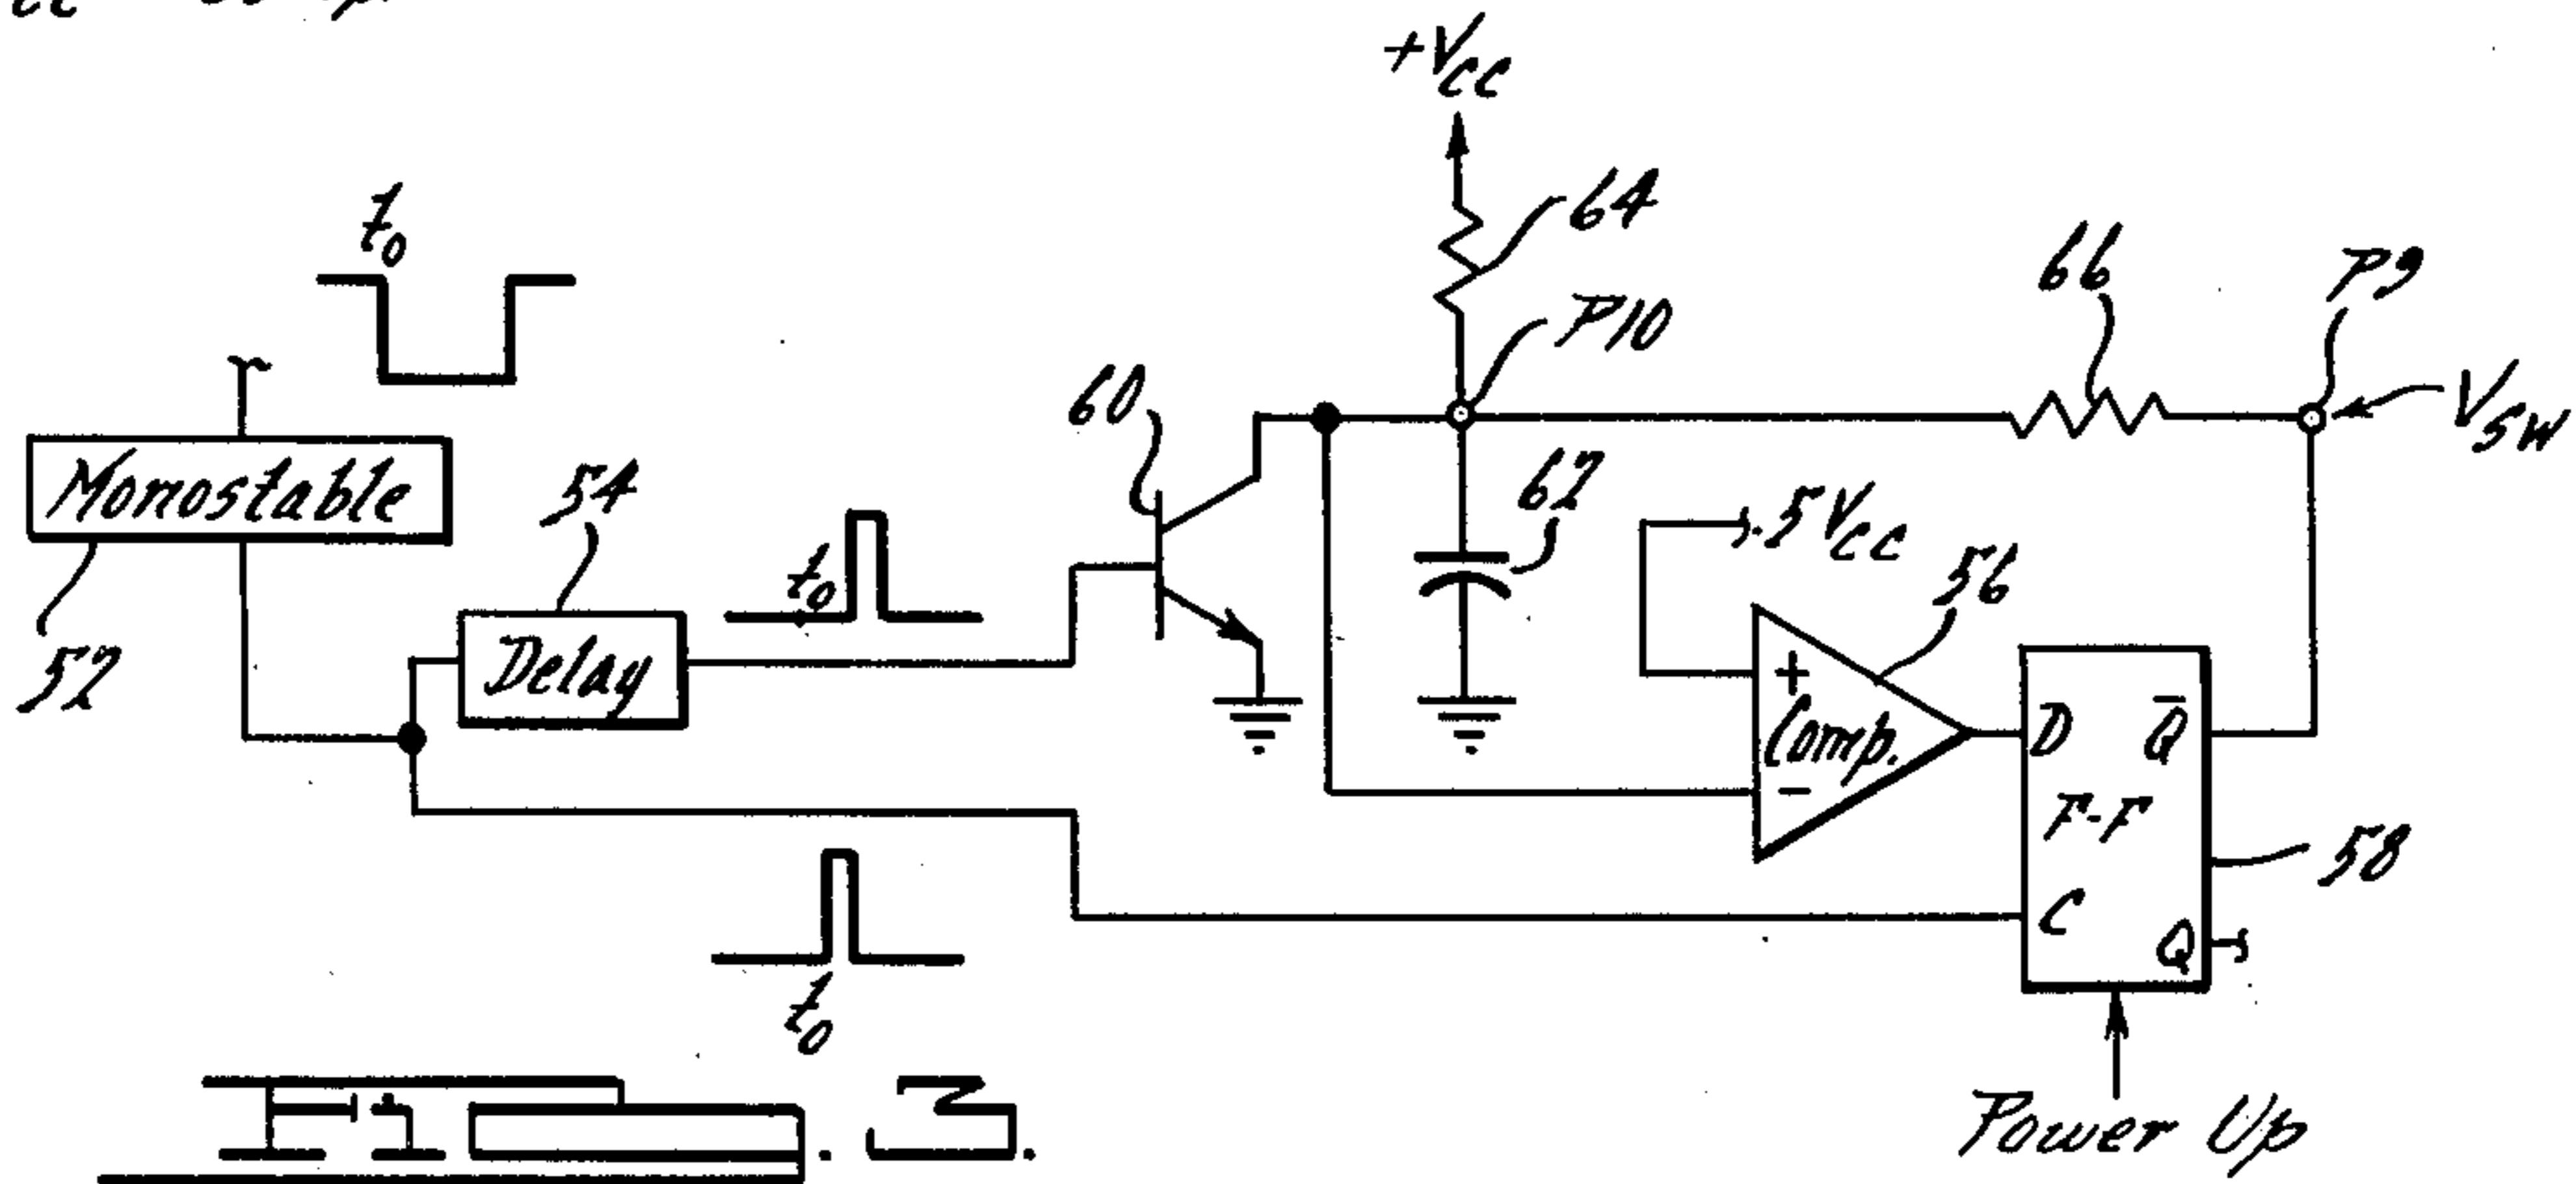 cc
+Vcc
t₀
64
66
P9
P10
60
Vsw
Monostable
54
62
.5Vcc
56
t₀
52
Delay
+
Comp.
-
D
Q̄
F-F
58
C
Q
t₀
Fig. 3.
Power Up